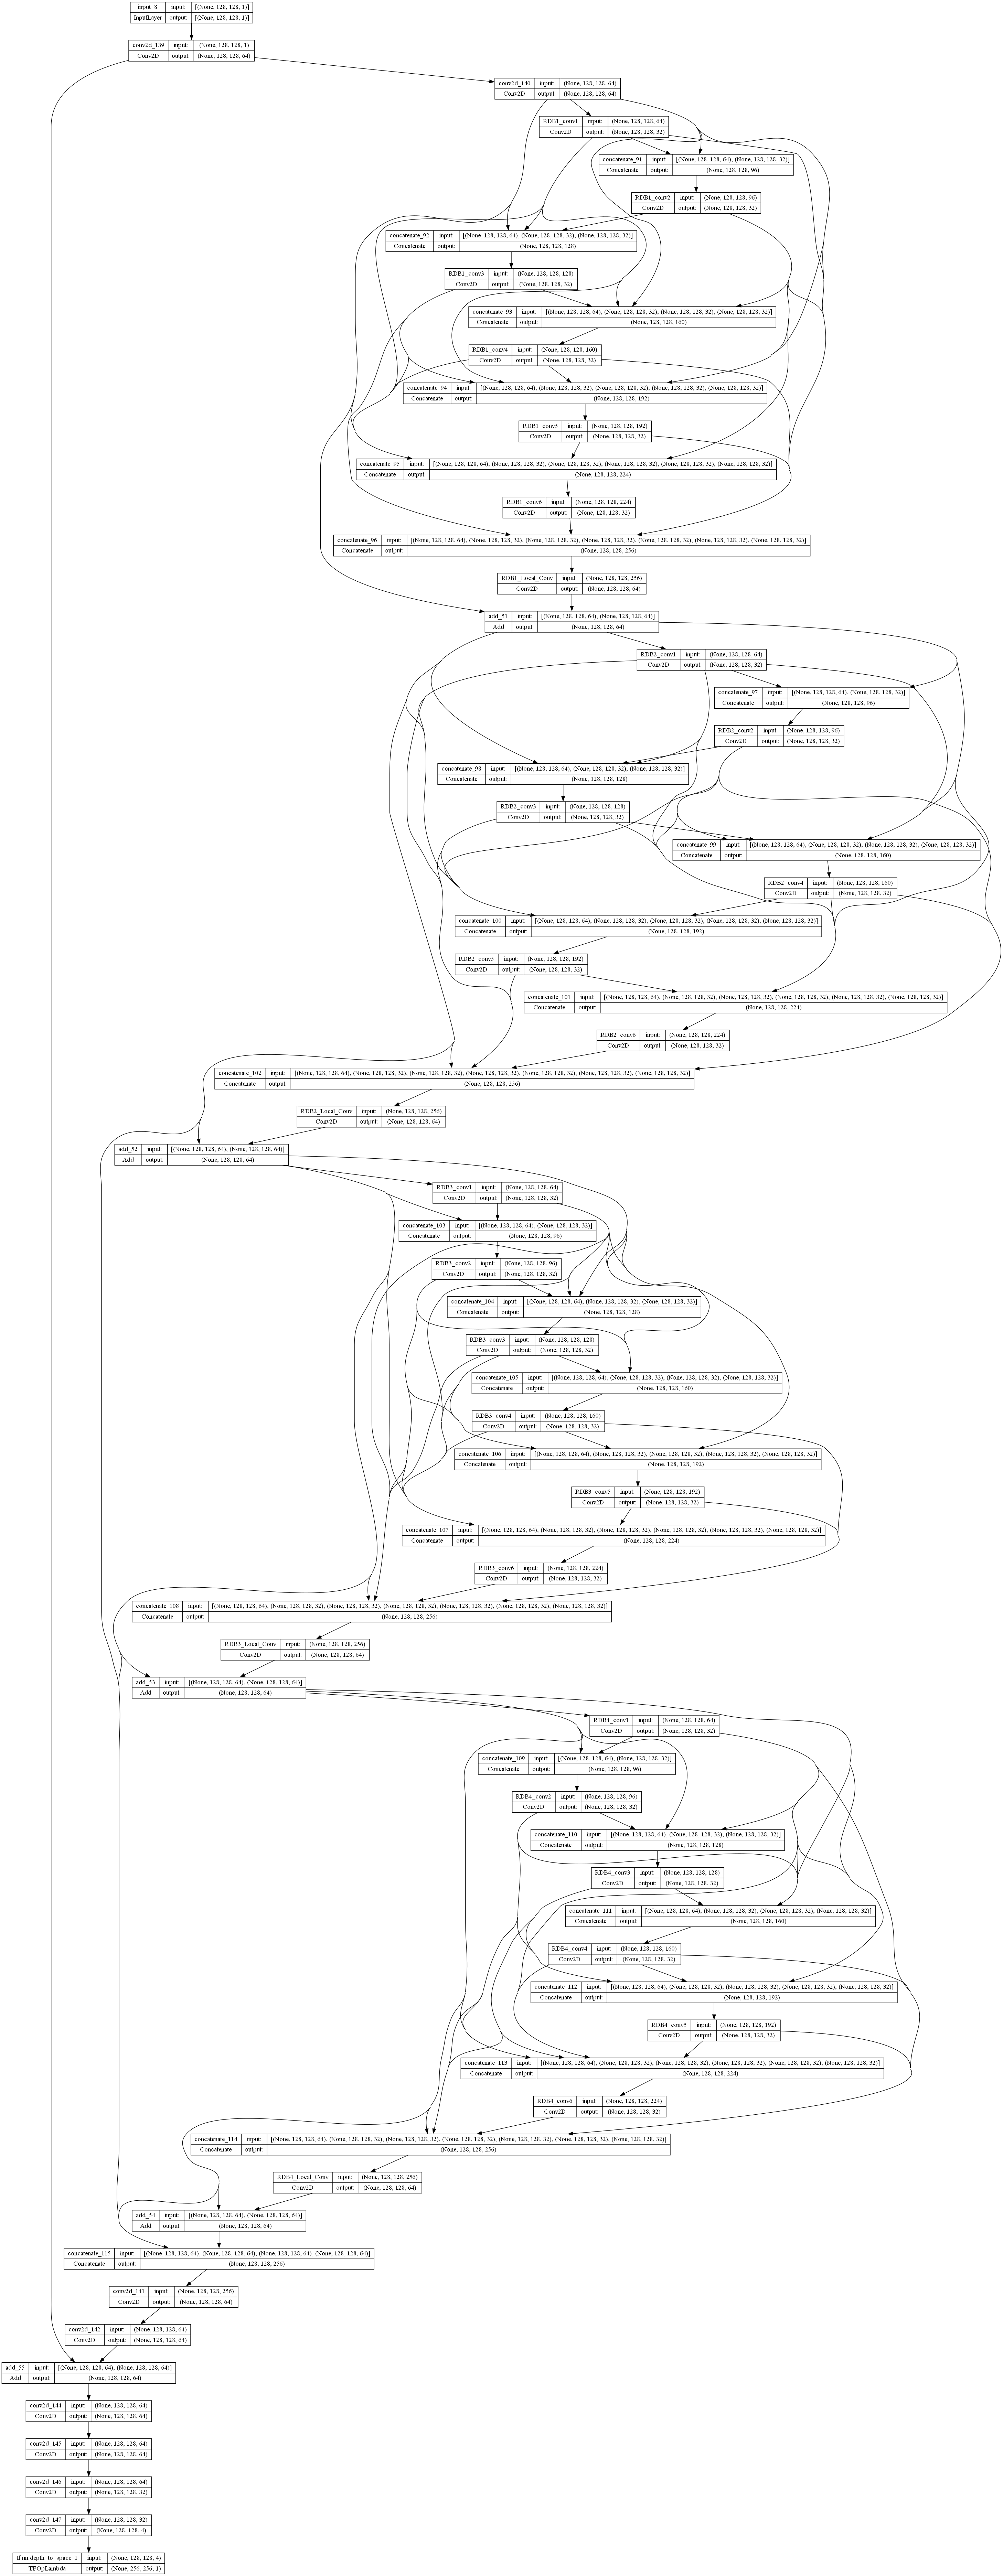 input_8 input: [(None, 128, 128, 1)]
InputLayer output: [(None, 128, 128, 1)]
conv2d_139 input: (None, 128, 128, 1)
Conv2D output: (None, 128, 128, 64)
conv2d_140 input: (None, 128, 128, 64)
Conv2D output: (None, 128, 128, 64)
RDB1_conv1 input: (None, 128, 128, 64)
Conv2D output: (None, 128, 128, 32)
concatenate_91 input: [(None, 128, 128, 64), (None, 128, 128, 32)]
Concatenate output: (None, 128, 128, 96)
RDB1_conv2 input: (None, 128, 128, 96)
Conv2D output: (None, 128, 128, 32)
concatenate_92 input: [(None, 128, 128, 64), (None, 128, 128, 32), (None, 128, 128, 32)]
Concatenate output: (None, 128, 128, 128)
RDB1_conv3 input: (None, 128, 128, 128)
Conv2D output: (None, 128, 128, 32)
concatenate_93 input: [(None, 128, 128, 64), (None, 128, 128, 32), (None, 128, 128, 32), (None, 128, 128, 32)]
Concatenate output: (None, 128, 128, 160)
RDB1_conv4 input: (None, 128, 128, 160)
Conv2D output: (None, 128, 128, 32)
concatenate_94 input: [(None, 128, 128, 64), (None, 128, 128, 32), (None, 128, 128, 32), (None, 128, 128, 32), (None, 128, 128, 32)]
Concatenate output: (None, 128, 128, 192)
RDB1_conv5 input: (None, 128, 128, 192)
Conv2D output: (None, 128, 128, 32)
concatenate_95 input: [(None, 128, 128, 64), (None, 128, 128, 32), (None, 128, 128, 32), (None, 128, 128, 32), (None, 128, 128, 32), (None, 128, 128, 32)]
Concatenate output: (None, 128, 128, 224)
RDB1_conv6 input: (None, 128, 128, 224)
Conv2D output: (None, 128, 128, 32)
concatenate_96 input: [(None, 128, 128, 64), (None, 128, 128, 32), (None, 128, 128, 32), (None, 128, 128, 32), (None, 128, 128, 32), (None, 128, 128, 32), (None, 128, 128, 32)]
Concatenate output: (None, 128, 128, 256)
RDB1_Local_Conv input: (None, 128, 128, 256)
Conv2D output: (None, 128, 128, 64)
add_51 input: [(None, 128, 128, 64), (None, 128, 128, 64)]
Add output: (None, 128, 128, 64)
RDB2_conv1 input: (None, 128, 128, 64)
Conv2D output: (None, 128, 128, 32)
concatenate_97 input: [(None, 128, 128, 64), (None, 128, 128, 32)]
Concatenate output: (None, 128, 128, 96)
RDB2_conv2 input: (None, 128, 128, 96)
Conv2D output: (None, 128, 128, 32)
concatenate_98 input: [(None, 128, 128, 64), (None, 128, 128, 32), (None, 128, 128, 32)]
Concatenate output: (None, 128, 128, 128)
RDB2_conv3 input: (None, 128, 128, 128)
Conv2D output: (None, 128, 128, 32)
concatenate_99 input: [(None, 128, 128, 64), (None, 128, 128, 32), (None, 128, 128, 32), (None, 128, 128, 32)]
Concatenate output: (None, 128, 128, 160)
RDB2_conv4 input: (None, 128, 128, 160)
Conv2D output: (None, 128, 128, 32)
concatenate_100 input: [(None, 128, 128, 64), (None, 128, 128, 32), (None, 128, 128, 32), (None, 128, 128, 32), (None, 128, 128, 32)]
Concatenate output: (None, 128, 128, 192)
RDB2_conv5 input: (None, 128, 128, 192)
Conv2D output: (None, 128, 128, 32)
concatenate_101 input: [(None, 128, 128, 64), (None, 128, 128, 32), (None, 128, 128, 32), (None, 128, 128, 32), (None, 128, 128, 32), (None, 128, 128, 32)]
Concatenate output: (None, 128, 128, 224)
RDB2_conv6 input: (None, 128, 128, 224)
Conv2D output: (None, 128, 128, 32)
concatenate_102 input: [(None, 128, 128, 64), (None, 128, 128, 32), (None, 128, 128, 32), (None, 128, 128, 32), (None, 128, 128, 32), (None, 128, 128, 32), (None, 128, 128, 32)]
Concatenate output: (None, 128, 128, 256)
RDB2_Local_Conv input: (None, 128, 128, 256)
Conv2D output: (None, 128, 128, 64)
add_52 input: [(None, 128, 128, 64), (None, 128, 128, 64)]
Add output: (None, 128, 128, 64)
RDB3_conv1 input: (None, 128, 128, 64)
Conv2D output: (None, 128, 128, 32)
concatenate_103 input: [(None, 128, 128, 64), (None, 128, 128, 32)]
Concatenate output: (None, 128, 128, 96)
RDB3_conv2 input: (None, 128, 128, 96)
Conv2D output: (None, 128, 128, 32)
concatenate_104 input: [(None, 128, 128, 64), (None, 128, 128, 32), (None, 128, 128, 32)]
Concatenate output: (None, 128, 128, 128)
RDB3_conv3 input: (None, 128, 128, 128)
Conv2D output: (None, 128, 128, 32)
concatenate_105 input: [(None, 128, 128, 64), (None, 128, 128, 32), (None, 128, 128, 32), (None, 128, 128, 32)]
Concatenate output: (None, 128, 128, 160)
RDB3_conv4 input: (None, 128, 128, 160)
Conv2D output: (None, 128, 128, 32)
concatenate_106 input: [(None, 128, 128, 64), (None, 128, 128, 32), (None, 128, 128, 32), (None, 128, 128, 32), (None, 128, 128, 32)]
Concatenate output: (None, 128, 128, 192)
RDB3_conv5 input: (None, 128, 128, 192)
Conv2D output: (None, 128, 128, 32)
concatenate_107 input: [(None, 128, 128, 64), (None, 128, 128, 32), (None, 128, 128, 32), (None, 128, 128, 32), (None, 128, 128, 32), (None, 128, 128, 32)]
Concatenate output: (None, 128, 128, 224)
RDB3_conv6 input: (None, 128, 128, 224)
Conv2D output: (None, 128, 128, 32)
concatenate_108 input: [(None, 128, 128, 64), (None, 128, 128, 32), (None, 128, 128, 32), (None, 128, 128, 32), (None, 128, 128, 32), (None, 128, 128, 32), (None, 128, 128, 32)]
Concatenate output: (None, 128, 128, 256)
RDB3_Local_Conv input: (None, 128, 128, 256)
Conv2D output: (None, 128, 128, 64)
add_53 input: [(None, 128, 128, 64), (None, 128, 128, 64)]
Add output: (None, 128, 128, 64)
RDB4_conv1 input: (None, 128, 128, 64)
Conv2D output: (None, 128, 128, 32)
concatenate_109 input: [(None, 128, 128, 64), (None, 128, 128, 32)]
Concatenate output: (None, 128, 128, 96)
RDB4_conv2 input: (None, 128, 128, 96)
Conv2D output: (None, 128, 128, 32)
concatenate_110 input: [(None, 128, 128, 64), (None, 128, 128, 32), (None, 128, 128, 32)]
Concatenate output: (None, 128, 128, 128)
RDB4_conv3 input: (None, 128, 128, 128)
Conv2D output: (None, 128, 128, 32)
concatenate_111 input: [(None, 128, 128, 64), (None, 128, 128, 32), (None, 128, 128, 32), (None, 128, 128, 32)]
Concatenate output: (None, 128, 128, 160)
RDB4_conv4 input: (None, 128, 128, 160)
Conv2D output: (None, 128, 128, 32)
concatenate_112 input: [(None, 128, 128, 64), (None, 128, 128, 32), (None, 128, 128, 32), (None, 128, 128, 32), (None, 128, 128, 32)]
Concatenate output: (None, 128, 128, 192)
RDB4_conv5 input: (None, 128, 128, 192)
Conv2D output: (None, 128, 128, 32)
concatenate_113 input: [(None, 128, 128, 64), (None, 128, 128, 32), (None, 128, 128, 32), (None, 128, 128, 32), (None, 128, 128, 32), (None, 128, 128, 32)]
Concatenate output: (None, 128, 128, 224)
RDB4_conv6 input: (None, 128, 128, 224)
Conv2D output: (None, 128, 128, 32)
concatenate_114 input: [(None, 128, 128, 64), (None, 128, 128, 32), (None, 128, 128, 32), (None, 128, 128, 32), (None, 128, 128, 32), (None, 128, 128, 32), (None, 128, 128, 32)]
Concatenate output: (None, 128, 128, 256)
RDB4_Local_Conv input: (None, 128, 128, 256)
Conv2D output: (None, 128, 128, 64)
add_54 input: [(None, 128, 128, 64), (None, 128, 128, 64)]
Add output: (None, 128, 128, 64)
concatenate_115 input: [(None, 128, 128, 64), (None, 128, 128, 64), (None, 128, 128, 64), (None, 128, 128, 64)]
Concatenate output: (None, 128, 128, 256)
conv2d_141 input: (None, 128, 128, 256)
Conv2D output: (None, 128, 128, 64)
conv2d_142 input: (None, 128, 128, 64)
Conv2D output: (None, 128, 128, 64)
add_55 input: [(None, 128, 128, 64), (None, 128, 128, 64)]
Add output: (None, 128, 128, 64)
conv2d_144 input: (None, 128, 128, 64)
Conv2D output: (None, 128, 128, 64)
conv2d_145 input: (None, 128, 128, 64)
Conv2D output: (None, 128, 128, 64)
conv2d_146 input: (None, 128, 128, 64)
Conv2D output: (None, 128, 128, 32)
conv2d_147 input: (None, 128, 128, 32)
Conv2D output: (None, 128, 128, 4)
tf.nn.depth_to_space_1 input: (None, 128, 128, 4)
TFOpLambda output: (None, 256, 256, 1)